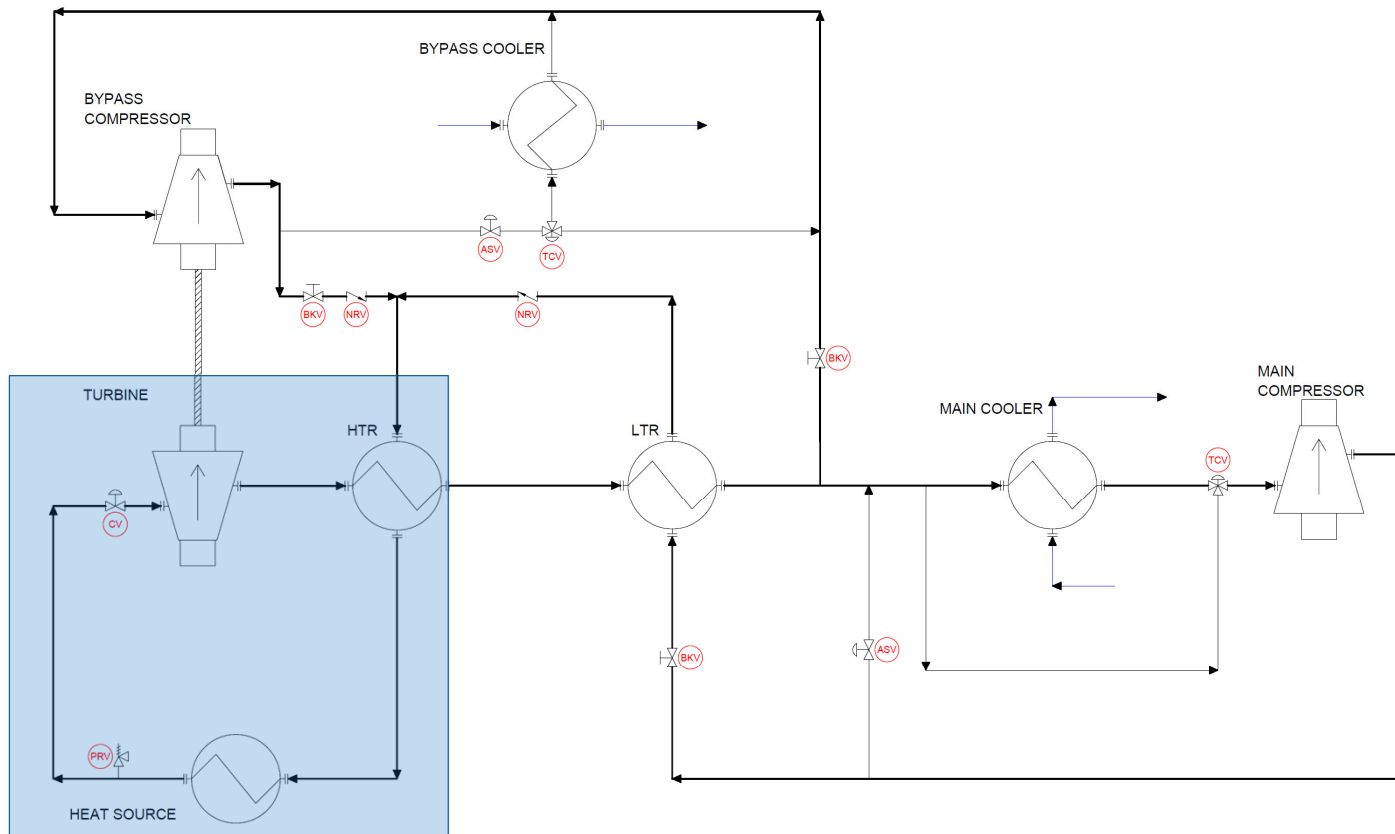 BYPASS COOLER
BYPASS
COMPRESSOR
ASV
TCV
BKV
NRV
NRV
BKV
MAIN
COMPRESSOR
TURBINE
MAIN COOLER
HTR
LTR
TCV
CV
BKV
ASV
PRV
HEAT SOURCE